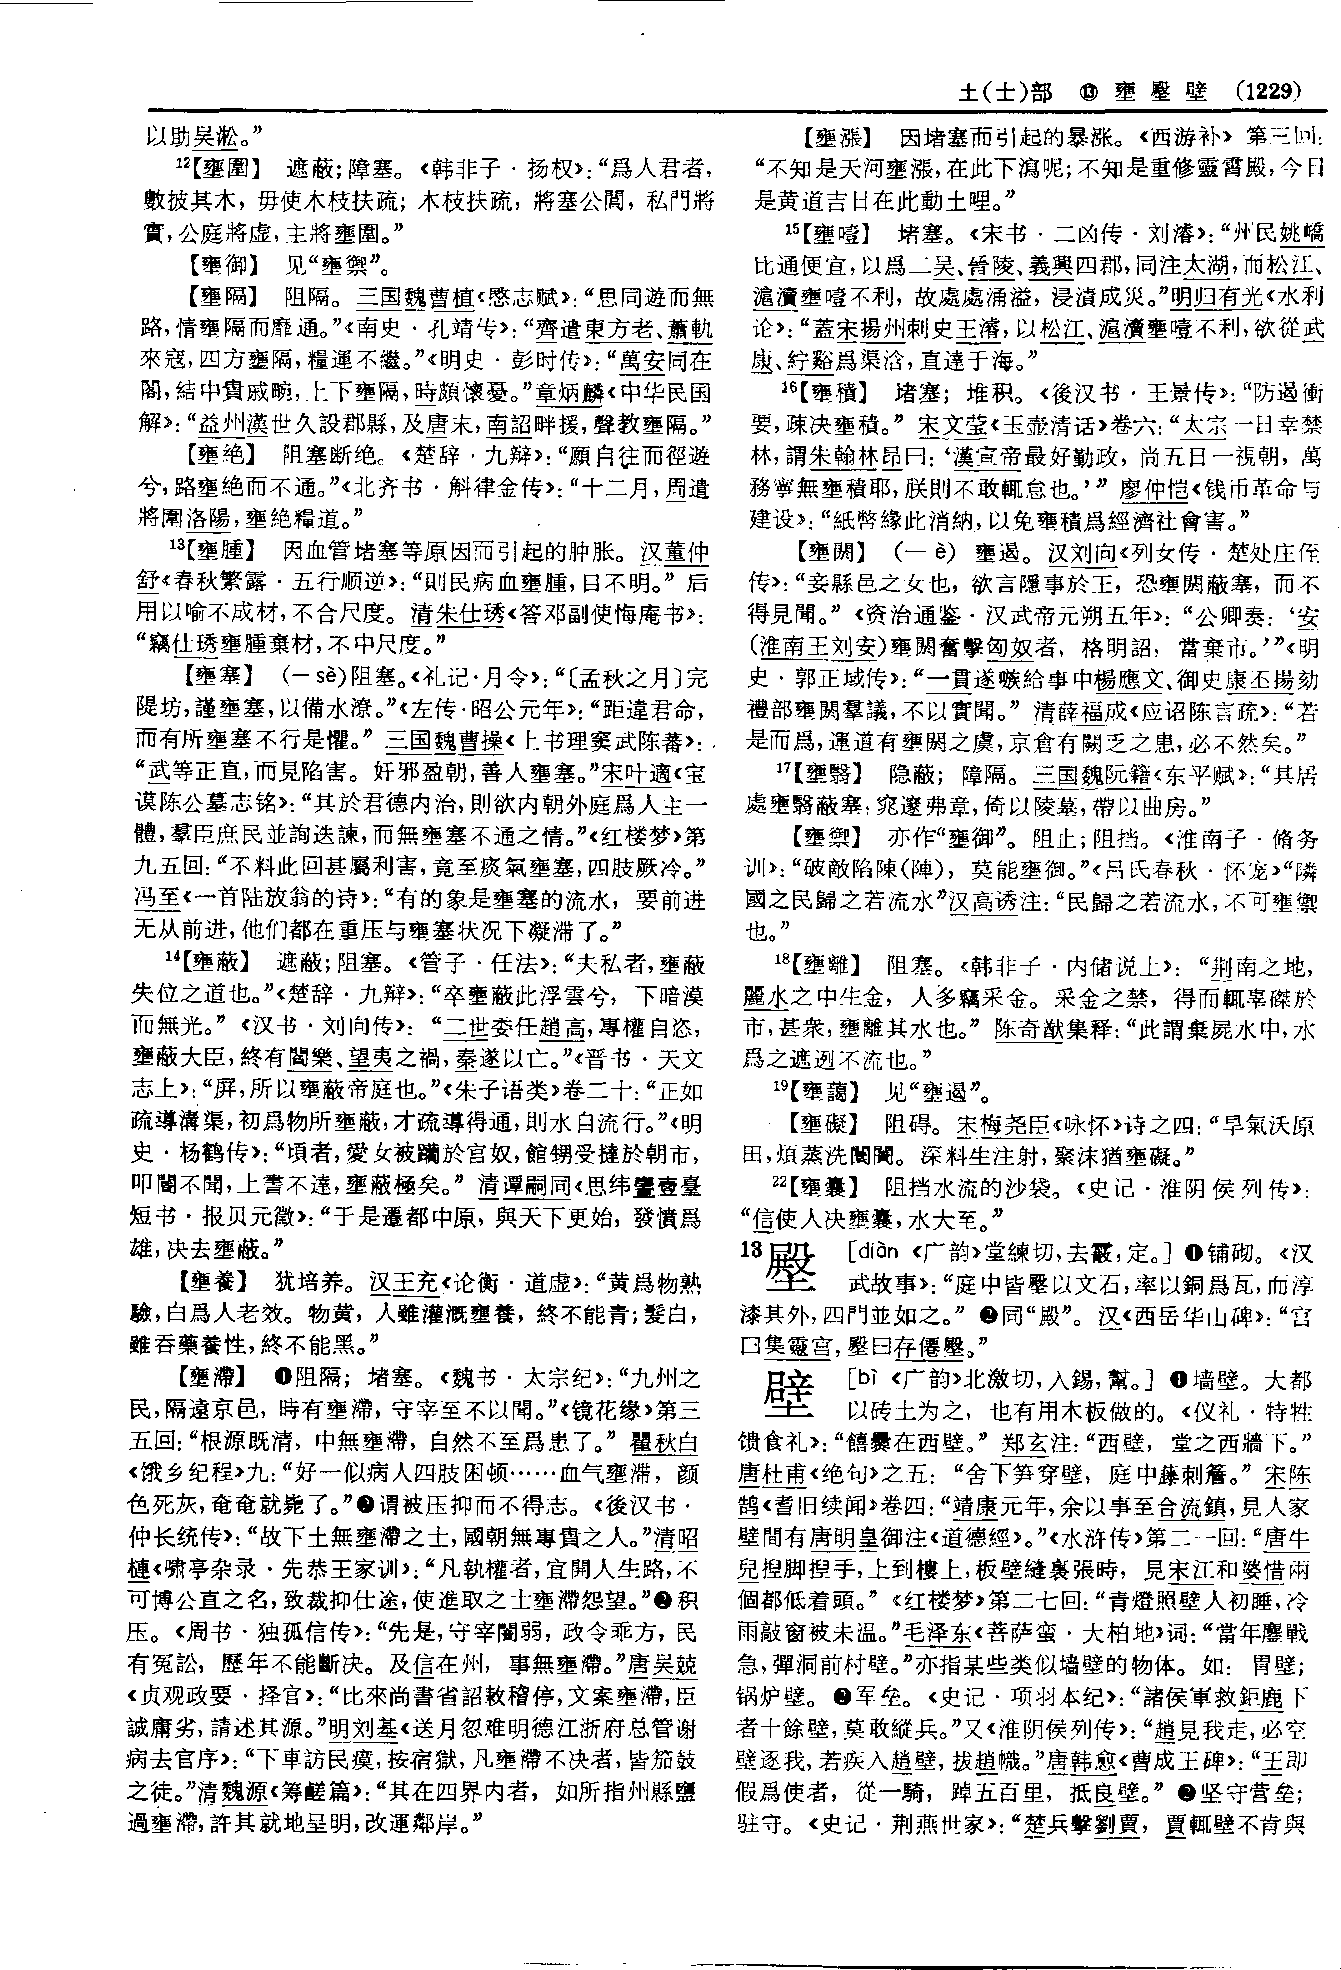 土(士)部 ⑬ 壅 壂 壁 (1229)
以助吴淞。”
12【壅圉】 遮蔽;障塞。《韩非子·扬权》:“爲人君者,
數披其木,毋使木枝扶疏;木枝扶疏,將塞公閭,私門將
實,公庭將虚,主將壅圉。”
【壅御】 见“壅禦”。
【壅隔】 阻隔。三国魏曹植《愍志赋》:“思同遊而無
路,情壅隔而靡通。”《南史·孔靖传》:“齊遣東方老、蕭軌
來寇,四方壅隔,糧運不繼。”《明史·彭时传》:“萬安同在
閣,結中貴戚畹,上下壅隔,時頗懷憂。”章炳麟《中华民国
解》:“益州漢世久設郡縣,及唐末,南詔畔援,聲教壅隔。”
【壅绝】 阻塞断绝。《楚辞·九辩》:“願自往而徑遊
兮,路壅絶而不通。”《北齐书·斛律金传》:“十二月,周遣
將圍洛陽,壅絶糧道。”
13【壅腫】 因血管堵塞等原因而引起的肿胀。汉董仲
舒《春秋繁露·五行顺逆》:“則民病血壅腫,目不明。”后
用以喻不成材,不合尺度。清朱仕琇《答邓副使悔庵书》:
“竊仕琇壅腫棄材,不中尺度。”
【壅塞】 (—sè)阻塞。《礼记·月令》:“〔孟秋之月〕完
隄坊,謹壅塞,以備水潦。”《左传·昭公元年》:“距違君命,
而有所壅塞不行是懼。”三国魏曹操《上书理窦武陈蕃》:
“武等正直,而見陷害。奸邪盈朝,善人壅塞。”宋叶適《宝
谟陈公墓志铭》:“其於君德内治,則欲内朝外庭爲人主一
體,羣臣庶民並詢迭諫,而無壅塞不通之情。”《红楼梦》第
九五回:“不料此回甚屬利害,竟至痰氣壅塞,四肢厥冷。”
冯至《一首陆放翁的诗》:“有的象是壅塞的流水,要前进
无从前进,他们都在重压与壅塞状况下凝滞了。”
14【壅蔽】 遮蔽;阻塞。《管子·任法》:“夫私者,壅蔽
失位之道也。”《楚辞·九辩》:“卒壅蔽此浮雲兮,下暗漠
而無光。”《汉书·刘向传》:“二世委任趙高,專權自恣,
壅蔽大臣,終有閻樂、望夷之禍,秦遂以亡。”《晋书·天文
志上》:“屏,所以壅蔽帝庭也。”《朱子语类》卷二十:“正如
疏導溝渠,初爲物所壅蔽,才疏導得通,則水自流行。”《明
史·杨鹤传》:“頃者,愛女被躪於宫奴,館甥受撻於朝市,
叩閽不聞,上書不達,壅蔽極矣。”清谭嗣同《思纬壹壹臺
短书·报贝元徵》:“于是遷都中原,與天下更始,發憤爲
雄,决去壅蔽。”
【壅養】 犹培养。汉王充《论衡·道虚》:“黄爲物熟
驗,白爲人老效。物黄,人雖灌溉壅養,終不能青;髪白,
雖吞藥養性,終不能黑。”
【壅滯】 ❶阻隔;堵塞。《魏书·太宗纪》:“九州之
民,隔遠京邑,時有壅滯,守宰至不以聞。”《镜花缘》第三
五回:“根源既清,中無壅滯,自然不至爲患了。”瞿秋白
《饿乡纪程》九:“好一似病人四肢困顿……血气壅滞,颜
色死灰,奄奄就毙了。”❷谓被压抑而不得志。《後汉书·
仲长统传》:“故下土無壅滯之士,國朝無專貴之人。”清昭
槤《啸亭杂录·先恭王家训》:“凡執權者,宜開人生路,不
可博公直之名,致裁抑仕途,使進取之士壅滯怨望。”❸积
压。《周书·独孤信传》:“先是,守宰闇弱,政令乖方,民
有冤訟,歷年不能斷决。及信在州,事無壅滯。”唐吴兢
《贞观政要·择官》:“比來尚書省詔敕稽停,文案壅滯,臣
誠庸劣,請述其源。”明刘基《送月忽难明德江浙府总管谢
病去官序》:“下車訪民瘼,按宿獄,凡壅滯不决者,皆笳鼓
之徒。”清魏源《筹鹾篇》:“其在四界内者,如所指州縣鹽
過壅滯,許其就地呈明,改運鄰岸。”
【壅漲】 因堵塞而引起的暴涨。《西游补》第三回:
“不知是天河壅漲,在此下瀉呢;不知是重修靈霄殿,今日
是黄道吉日在此動土哩。”
15【壅噎】 堵塞。《宋书·二凶传·刘濬》:“州民姚嶠
比通便宜,以爲二吴、晉陵、義興四郡,同注太湖,而松江、
滬瀆壅噎不利,故處處涌溢,浸漬成災。”明归有光《水利
论》:“蓋宋揚州刺史王濬,以松江、滬瀆壅噎不利,欲從武
康、紵谿爲渠浛,直達于海。”
16【壅積】 堵塞;堆积。《後汉书·王景传》:“防遏衝
要,疎决壅積。”宋文莹《玉壶清话》卷六:“太宗一日幸禁
林,謂朱翰林昂曰:‘漢宣帝最好勤政,尚五日一視朝,萬
務寧無壅積耶,朕則不敢輒怠也。’”廖仲恺《钱币革命与
建设》:“紙幣緣此消納,以免壅積爲經濟社會害。”
【壅閼】 (—è) 壅遏。汉刘向《列女传·楚处庄侄
传》:“妾縣邑之女也,欲言隱事於王,恐壅閼蔽塞,而不
得見聞。”《资治通鉴·汉武帝元朔五年》:“公卿奏:‘安
(淮南王刘安)壅閼奮擊匈奴者,格明詔,當棄市。’”《明
史·郭正域传》:“一貫遂嗾給事中楊應文、御史康丕揚劾
禮部壅閼羣議,不以實聞。”清薛福成《应诏陈言疏》:“若
是而爲,運道有壅閼之虞,京倉有闕乏之患,必不然矣。”
17【壅翳】 隐蔽;障隔。三国魏阮籍《东平赋》:“其居
處壅翳蔽塞,窕邃弗章,倚以陵墓,帶以曲房。”
【壅禦】 亦作“壅御”。阻止;阻挡。《淮南子·脩务
训》:“破敵陷陳(陣),莫能壅御。”《吕氏春秋·怀宠》“隣
國之民歸之若流水”汉高诱注:“民歸之若流水,不可壅禦
也。”
18【壅離】 阻塞。《韩非子·内储说上》:“荆南之地,
麗水之中生金,人多竊采金。采金之禁,得而輒辜磔於
市,甚衆,壅離其水也。”陈奇猷集释:“此謂棄屍水中,水
爲之遮迾不流也。”
19【壅藹】 见“壅遏”。
【壅礙】 阻碍。宋梅尧臣《咏怀》诗之四:“早氣沃原
田,煩蒸洗闤闠。深料生注射,聚沫猶壅礙。”
22【壅囊】 阻挡水流的沙袋。《史记·淮阴侯列传》:
“信使人决壅囊,水大至。”
13壂 [diàn 《广韵》堂練切,去霰,定。]❶铺砌。《汉
武故事》:“庭中皆壂以文石,率以銅爲瓦,而淳
漆其外,四門並如之。”❷同“殿”。汉《西岳华山碑》:“宫
曰集靈宫,壂曰存僊壂。”
壁 [bì 《广韵》北激切,入錫,幫。]❶墙壁。大都
以砖土为之,也有用木板做的。《仪礼·特牲
馈食礼》:“饎爨在西壁。”郑玄注:“西壁,堂之西牆下。”
唐杜甫《绝句》之五:“舍下笋穿壁,庭中藤刺簷。”宋陈
鹄《耆旧续闻》卷四:“靖康元年,余以事至合流鎮,見人家
壁間有唐明皇御注《道德經》。”《水浒传》第二一回:“唐牛
兒捏脚捏手,上到樓上,板壁縫裏張時,見宋江和婆惜兩
個都低着頭。”《红楼梦》第二七回:“青燈照壁人初睡,冷
雨敲窗被未温。”毛泽东《菩萨蛮·大柏地》词:“當年鏖戰
急,彈洞前村壁。”亦指某些类似墙壁的物体。如:胃壁;
锅炉壁。❷军垒。《史记·项羽本纪》:“諸侯軍救鉅鹿下
者十餘壁,莫敢縱兵。”又《淮阴侯列传》:“趙見我走,必空
壁逐我,若疾入趙壁,拔趙幟。”唐韩愈《曹成王碑》:“王即
假爲使者,從一騎,踔五百里,抵良壁。”❸坚守营垒;
驻守。《史记·荆燕世家》:“楚兵擊劉賈,賈輒壁不肯與